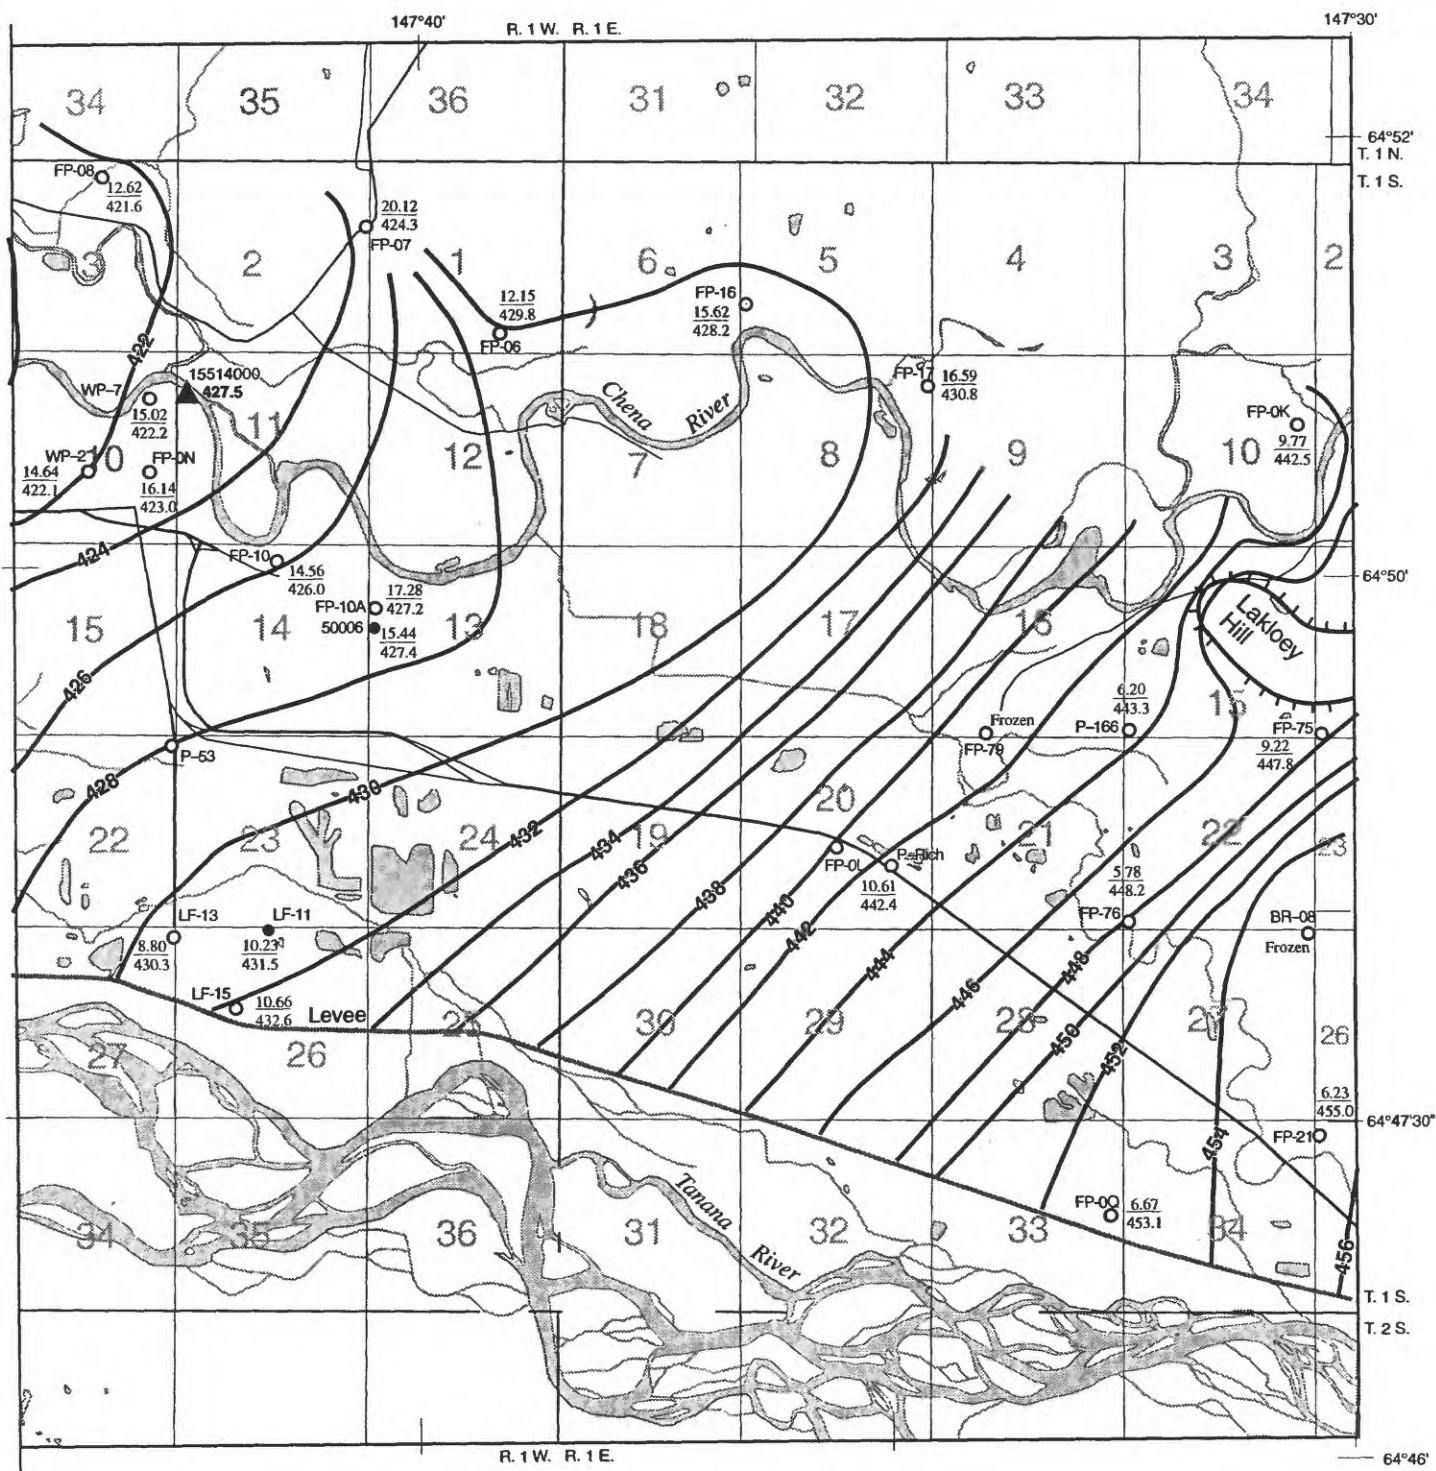 147°40'
R. 1 W. R. 1 E.
147°30'
34 35 36 31 32 33 34
64°52'
T. 1 N.
T. 1 S.
FP-08
12.62
421.6
20.12
424.3
FP-07
3 2 1 6 5 4 3 2
12.15
429.8
FP-06
FP-16
15.62
428.2
422
15514000
427.5
WP-7
15.02
422.2
FP-17
16.59
430.8
Chena
River
FP-0K
9.77
442.5
10 11 12 7 8 9 10
WP-2
14.64
422.1
FP-0N
16.14
423.0
424
FP-10
14.56
426.0
64°50'
FP-10A
17.28
427.2
50006
15.44
427.4
15 14 13 18 17 16 15
Lakloey
Hill
426
6.20
443.3
P-166
Frozen
FP-79
FP-75
9.22
447.8
P-53
428
430
432
434
436
22 23 24 19 20 21 22 23
FP-0L
P-Rich
10.61
442.4
5.78
448.2
FP-76
438
440
442
444
446
448
450
452
454
456
LF-13
8.80
430.3
LF-11
10.23
431.5
BR-08
Frozen
LF-15
10.66
432.6
Levee
27 26 25 30 29 28 27 26
6.23
455.0
FP-21
64°47'30"
FP-0Q
6.67
453.1
34 35 36 31 32 33 34
Tanana
River
T. 1 S.
T. 2 S.
R. 1 W. R. 1 E.
64°46'